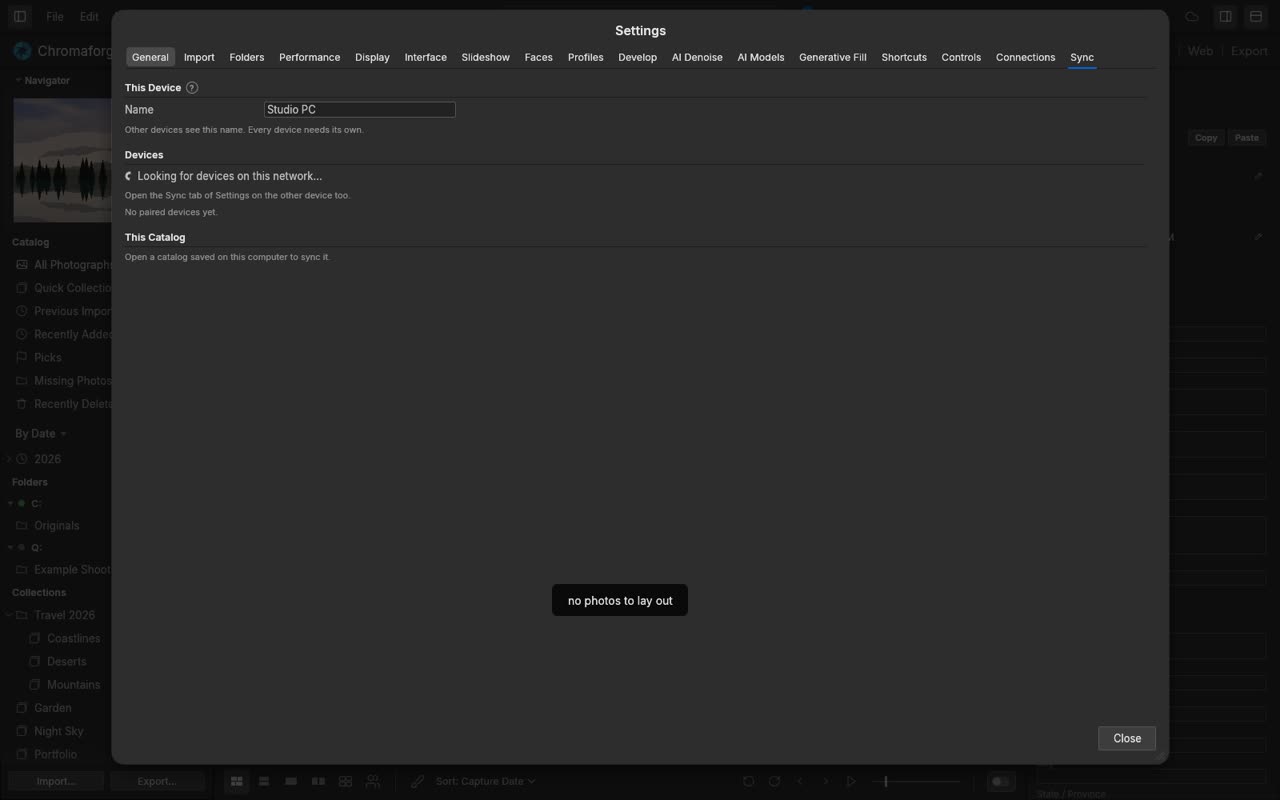 File Edit
Settings
Chromaforg
Web Export
General Import Folders Performance Display Interface Slideshow Faces Profiles Develop AI Denoise AI Models Generative Fill Shortcuts Controls Connections Sync
Navigator
This Device ?
Name Studio PC
Other devices see this name. Every device needs its own.
Copy Paste
Devices
Looking for devices on this network...
Open the Sync tab of Settings on the other device too.
No paired devices yet.
This Catalog
Open a catalog saved on this computer to sync it.
Catalog
All Photograph
Quick Collectio
Previous Impor
Recently Added
Picks
Missing Photos
Recently Delete
By Date
2026
Folders
C:
Originals
Q:
Example Shoot
Collections
Travel 2026
Coastlines
Deserts
Mountains
Garden
Night Sky
Portfolio
no photos to lay out
Close
Import... Export...
Sort: Capture Date
State / Province